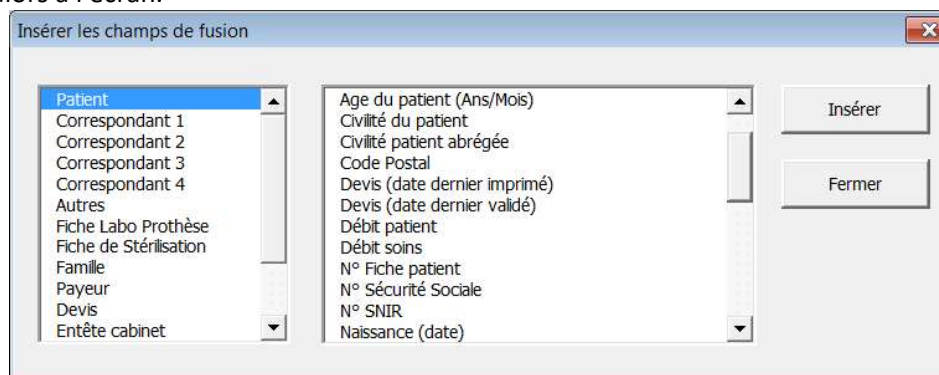 alors à l'écran.
Insérer les champs de fusion
Patient
Correspondant 1
Correspondant 2
Correspondant 3
Correspondant 4
Autres
Fiche Labo Prothèse
Fiche de Stérilisation
Famille
Payeur
Devis
Entête cabinet
Age du patient (Ans/Mois)
Civilité du patient
Civilité patient abrégée
Code Postal
Devis (date dernier imprimé)
Devis (date dernier validé)
Débit patient
Débit soins
N° Fiche patient
N° Sécurité Sociale
N° SNIR
Naissance (date)
Insérer
Fermer